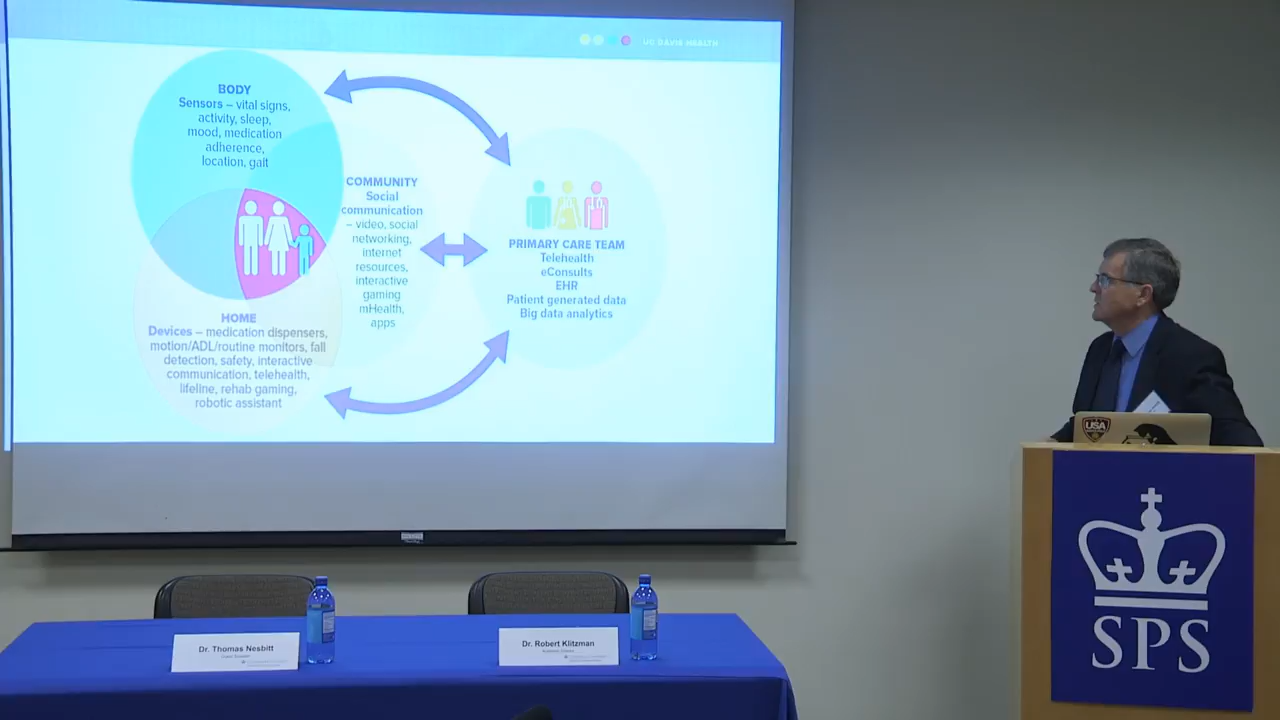 UC DAVIS HEALTH
BODY
Sensors – vital signs,
activity, sleep,
mood, medication
adherence,
location, gait
COMMUNITY
Social
communication
– video, social
networking,
internet
resources,
interactive
gaming
mHealth,
apps
PRIMARY CARE TEAM
Telehealth
eConsults
EHR
Patient generated data
Big data analytics
HOME
Devices – medication dispensers,
motion/ADL/routine monitors, fall
detection, safety, interactive
communication, telehealth,
lifeline, rehab gaming,
robotic assistant
USA
SPS
Dr. Thomas Nesbitt
Dr. Robert Klitzman